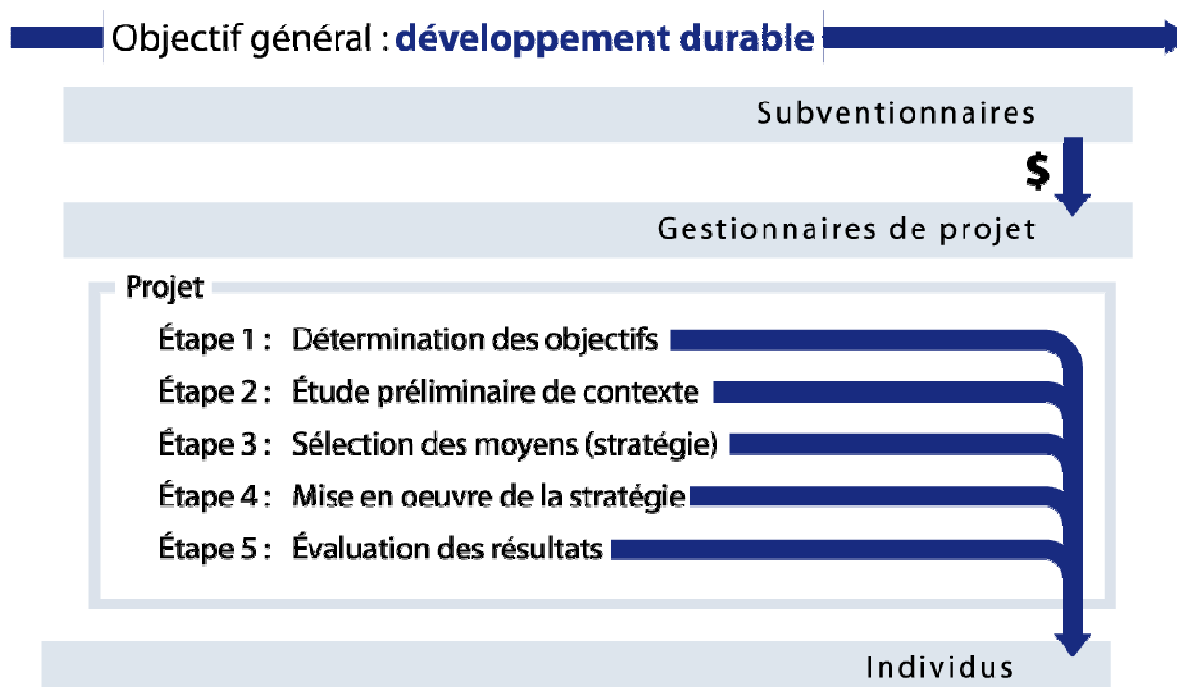 Objectif général : développement durable
Subventionnaires
$
Gestionnaires de projet
Projet
Étape 1 : Détermination des objectifs
Étape 2 : Étude préliminaire de contexte
Étape 3 : Sélection des moyens (stratégie)
Étape 4 : Mise en oeuvre de la stratégie
Étape 5 : Évaluation des résultats
Individus